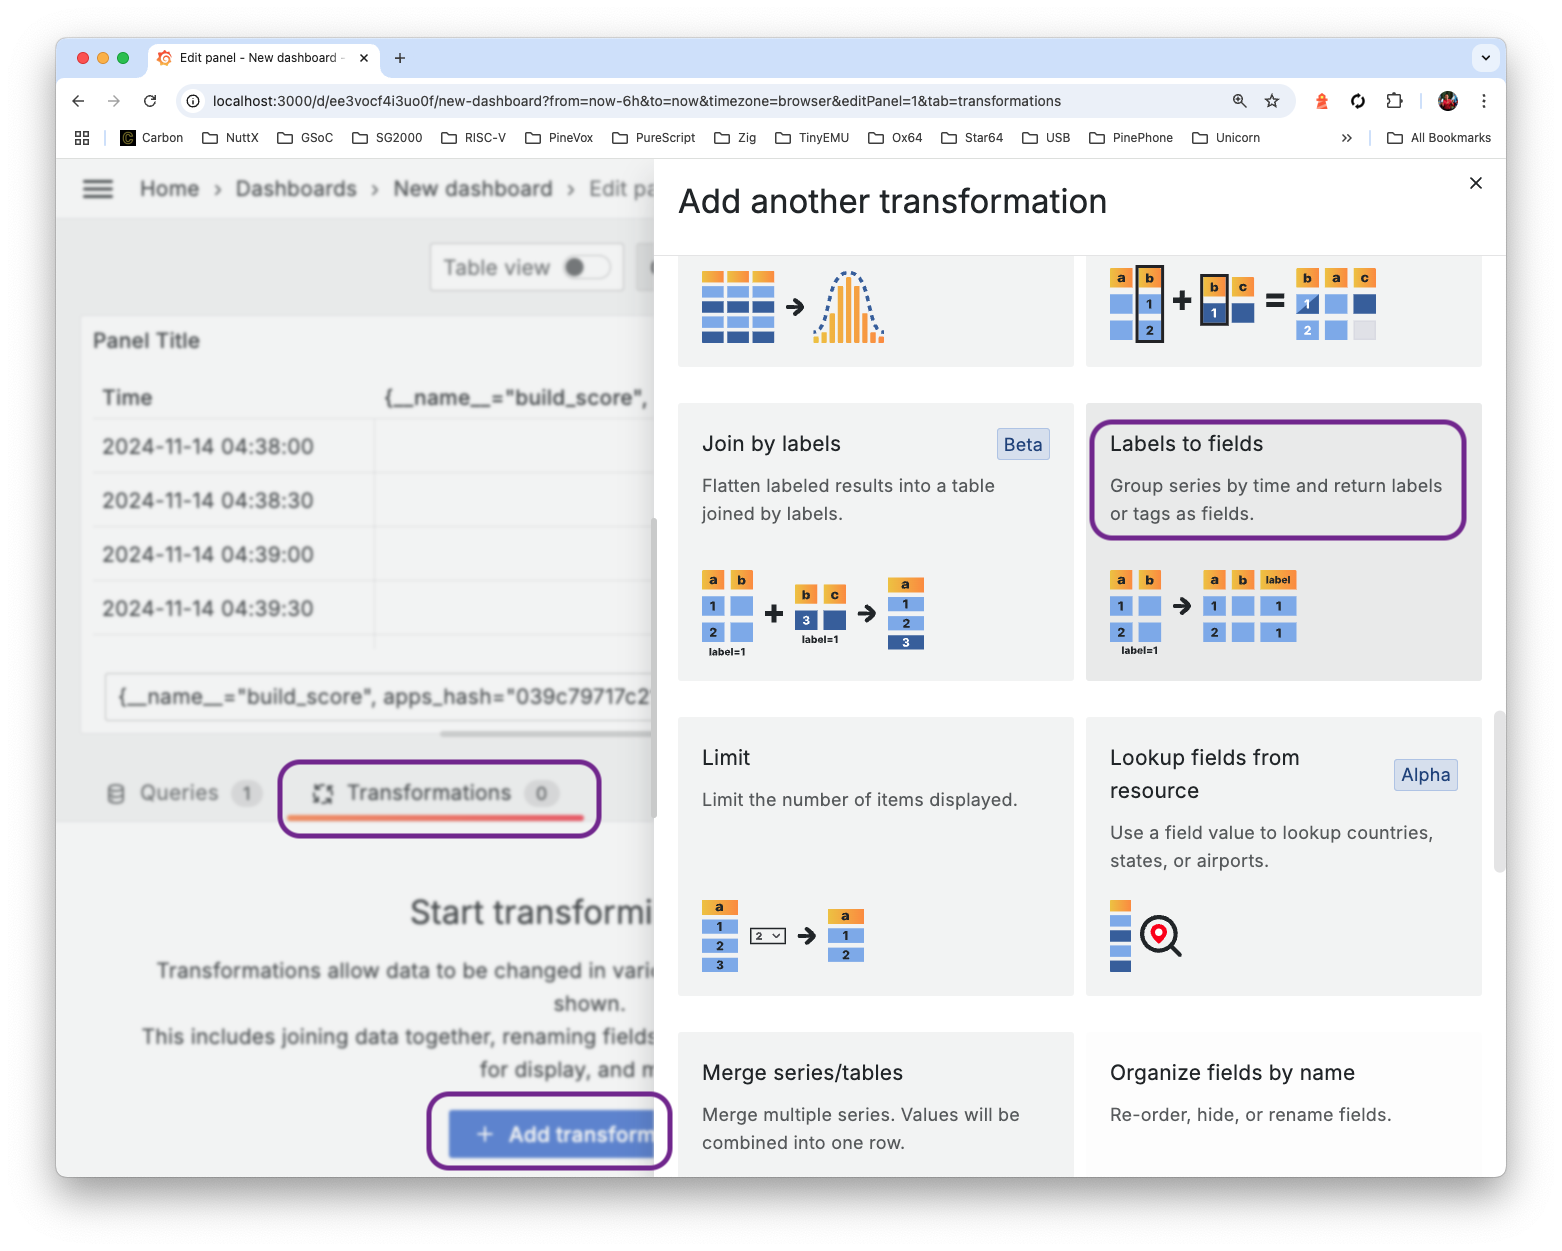 Edit panel - New dashboard -
localhost:3000/d/ee3vocf4i3uo0f/new-dashboard?from=now-6h&to=now&timezone=browser&editPanel=1&tab=transformations
Carbon NuttX GSoC SG2000 RISC-V PineVox PureScript Zig TinyEMU Ox64 Star64 USB PinePhone Unicorn » All Bookmarks
Home › Dashboards › New dashboard › Edit pa
Add another transformation
Table view
a b b c b a c
1 1 1
2 2
Panel Title
Time {__name__="build_score",
2024-11-14 04:38:00
2024-11-14 04:38:30
2024-11-14 04:39:00
2024-11-14 04:39:30
{__name__="build_score", apps_hash="039c79717c2
Join by labels Beta
Flatten labeled results into a table
joined by labels.
a b b c a
1 3 1
2 2
3
label=1 label=1
Labels to fields
Group series by time and return labels
or tags as fields.
a b a b label
1 1 1
2 2 1
label=1
Queries 1 Transformations 0
Limit
Limit the number of items displayed.
a a
1 2 1
2 2
3
Lookup fields from
resource
Alpha
Use a field value to lookup countries,
states, or airports.
Start transformi
Transformations allow data to be changed in vari
shown.
This includes joining data together, renaming fields
for display, and m
+ Add transform
Merge series/tables
Merge multiple series. Values will be
combined into one row.
Organize fields by name
Re-order, hide, or rename fields.